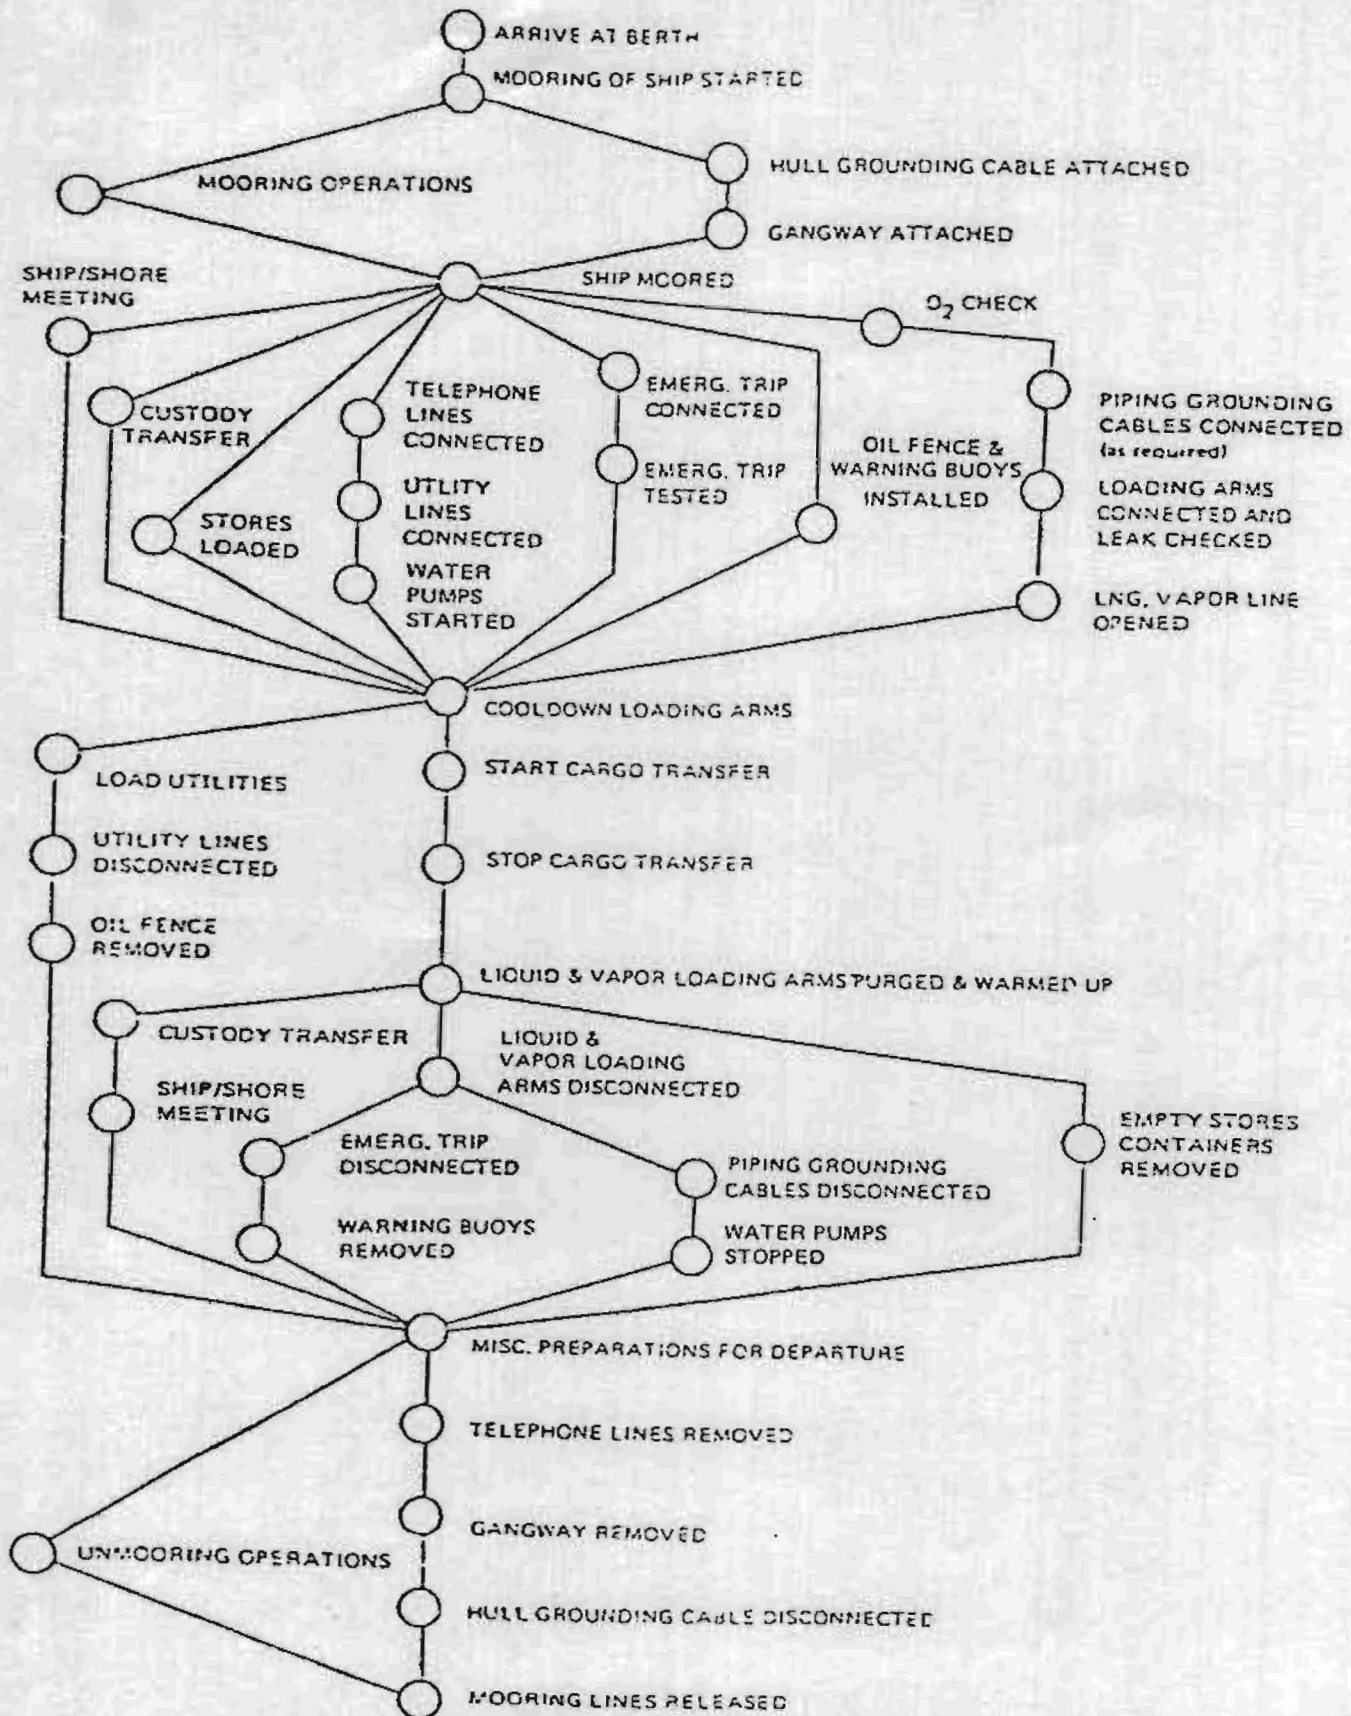 ARRIVE AT BERTH
MOORING OF SHIP STARTED
HULL GROUNDING CABLE ATTACHED
MOORING OPERATIONS
GANGWAY ATTACHED
SHIP/SHORE
MEETING
SHIP MOORED
O2 CHECK
CUSTODY
TRANSFER
TELEPHONE
LINES
CONNECTED
EMERG. TRIP
CONNECTED
PIPING GROUNDING
CABLES CONNECTED
(as required)
STORES
LOADED
UTLITY
LINES
CONNECTED
EMERG. TRIP
TESTED
OIL FENCE &
WARNING BUOYS
INSTALLED
LOADING ARMS
CONNECTED AND
LEAK CHECKED
WATER
PUMPS
STARTED
LNG, VAPOR LINE
OPENED
COOLDOWN LOADING ARMS
LOAD UTILITIES
START CARGO TRANSFER
UTILITY LINES
DISCONNECTED
STOP CARGO TRANSFER
OIL FENCE
REMOVED
LIQUID & VAPOR LOADING ARMS PURGED & WARMED UP
CUSTODY TRANSFER
LIQUID &
VAPOR LOADING
ARMS DISCONNECTED
SHIP/SHORE
MEETING
EMERG. TRIP
DISCONNECTED
PIPING GROUNDING
CABLES DISCONNECTED
EMPTY STORES
CONTAINERS
REMOVED
WARNING BUOYS
REMOVED
WATER PUMPS
STOPPED
MISC. PREPARATIONS FOR DEPARTURE
TELEPHONE LINES REMOVED
GANGWAY REMOVED
UNMOORING OPERATIONS
HULL GROUNDING CABLE DISCONNECTED
MOORING LINES RELEASED